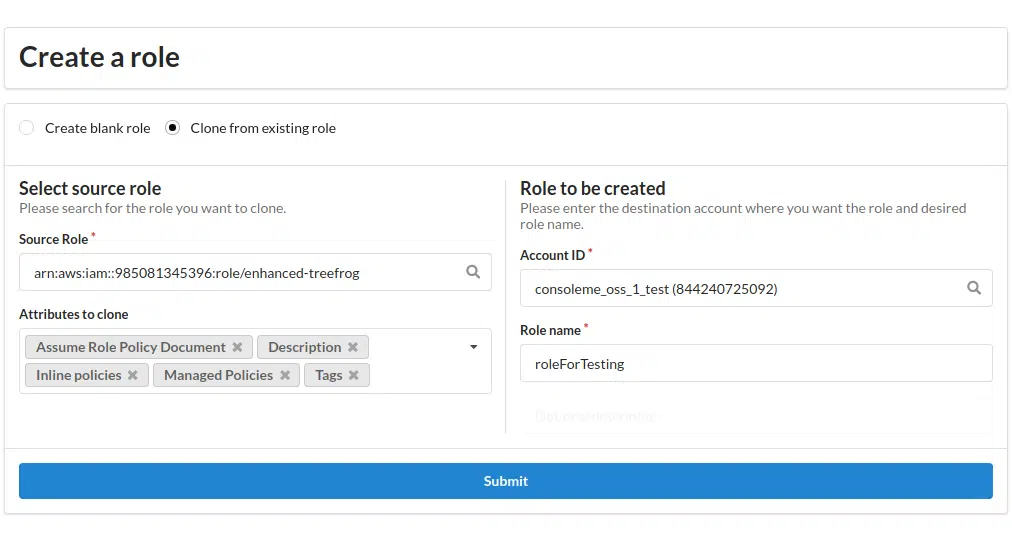 Create a role
Create blank role
Clone from existing role
Select source role
Please search for the role you want to clone.
Source Role *
arn:aws:iam::985081345396:role/enhanced-treefrog
Attributes to clone
Assume Role Policy Document
Description
Inline policies
Managed Policies
Tags
Role to be created
Please enter the destination account where you want the role and desired
role name.
Account ID *
consoleme_oss_1_test (844240725092)
Role name *
roleForTesting
Submit